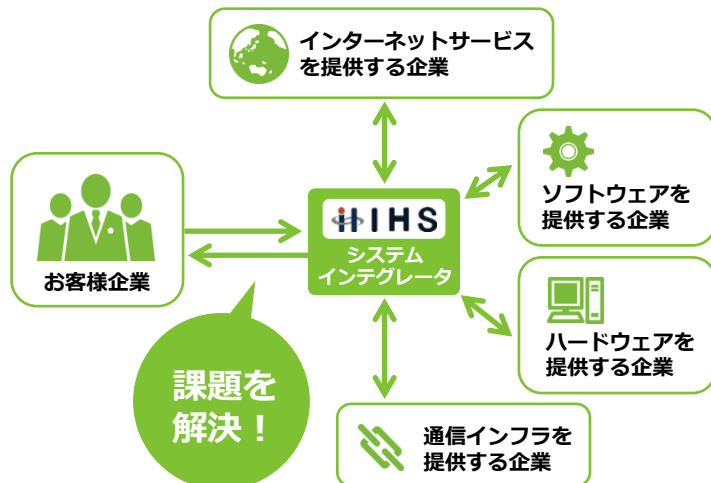 インターネットサービス
を提供する企業
ソフトウェアを
提供する企業
お客様企業
IHS
システム
インテグレータ
ハードウェアを
提供する企業
課題を
解決！
通信インフラを
提供する企業